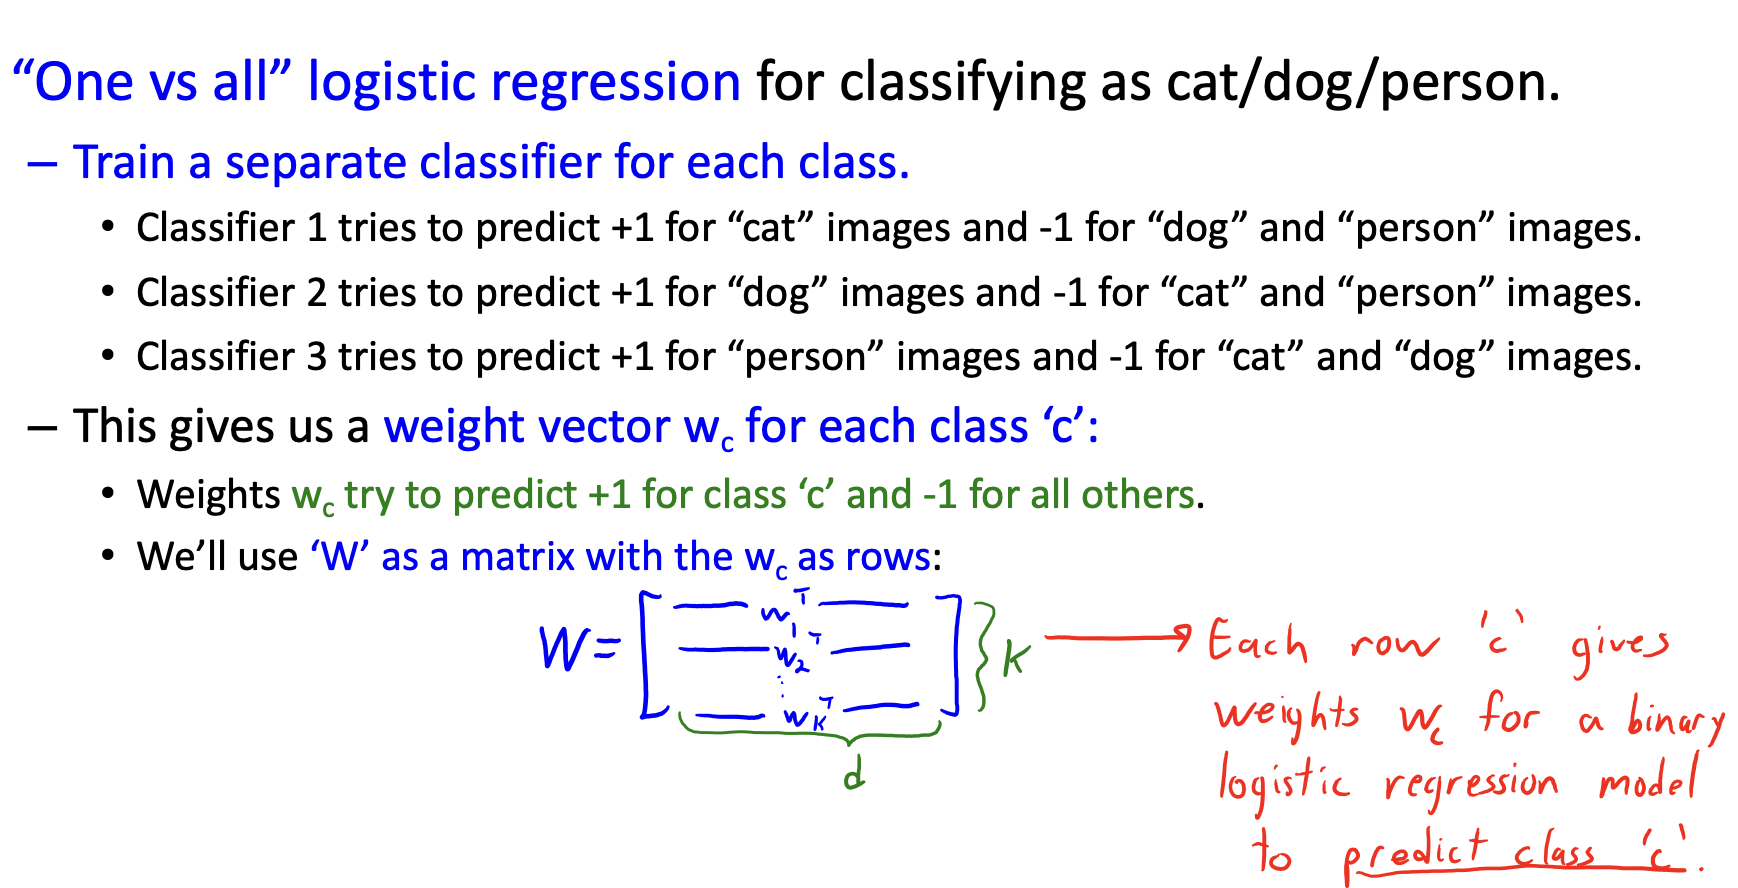 “One vs all” logistic regression for classifying as cat/dog/person.
– Train a separate classifier for each class.
• Classifier 1 tries to predict +1 for “cat” images and -1 for “dog” and “person” images.
• Classifier 2 tries to predict +1 for “dog” images and -1 for “cat” and “person” images.
• Classifier 3 tries to predict +1 for “person” images and -1 for “cat” and “dog” images.
– This gives us a weight vector w_c for each class ‘c’:
• Weights w_c try to predict +1 for class ‘c’ and -1 for all others.
• We’ll use ‘W’ as a matrix with the w_c as rows:
W = [ w_1^T
w_2^T
⋮
w_K^T ] } K
d
Each row 'c' gives
weights w_c for a binary
logistic regression model
to predict class 'c'.